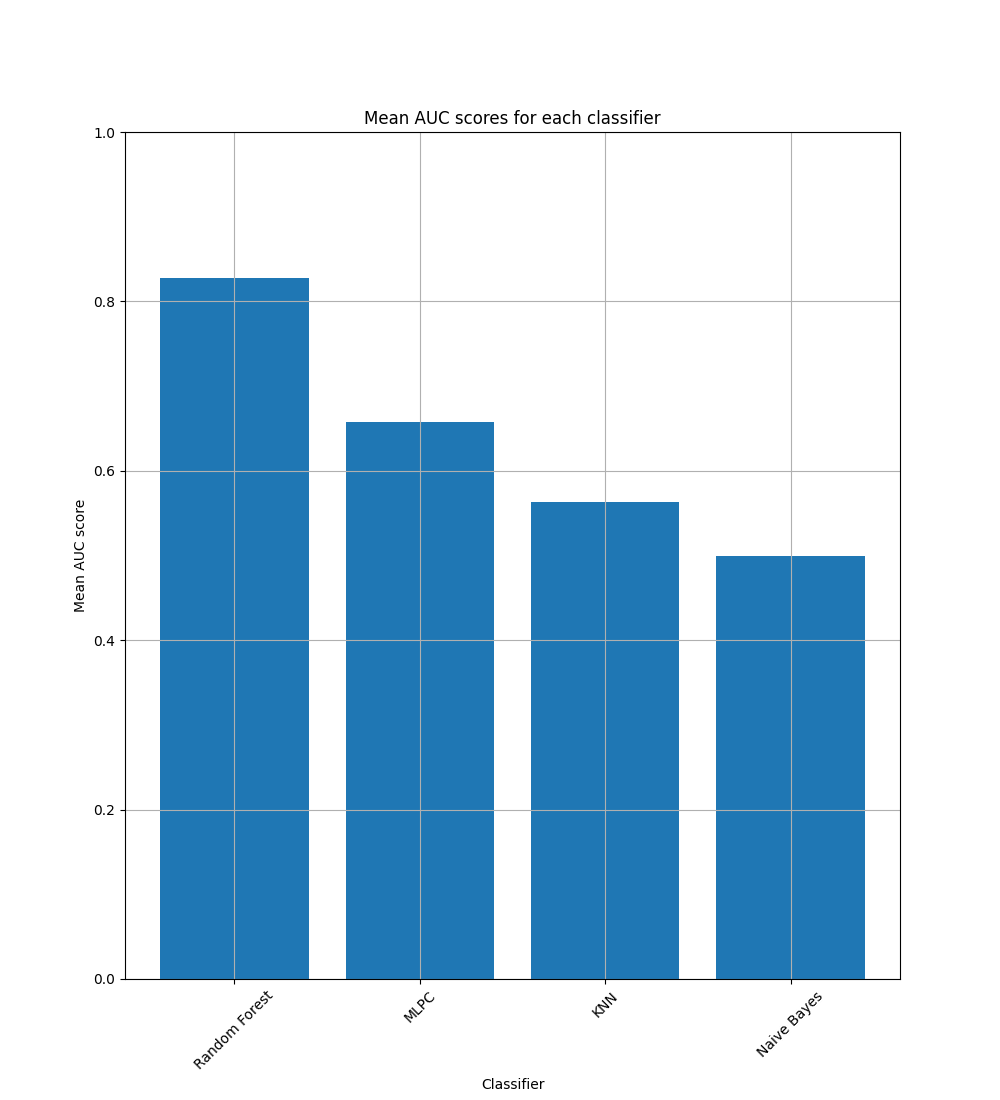 Mean AUC scores for each classifier
1.0
0.8
0.6
0.4
0.2
0.0
Mean AUC score
Random Forest
MLPC
KNN
Naive Bayes
Classifier